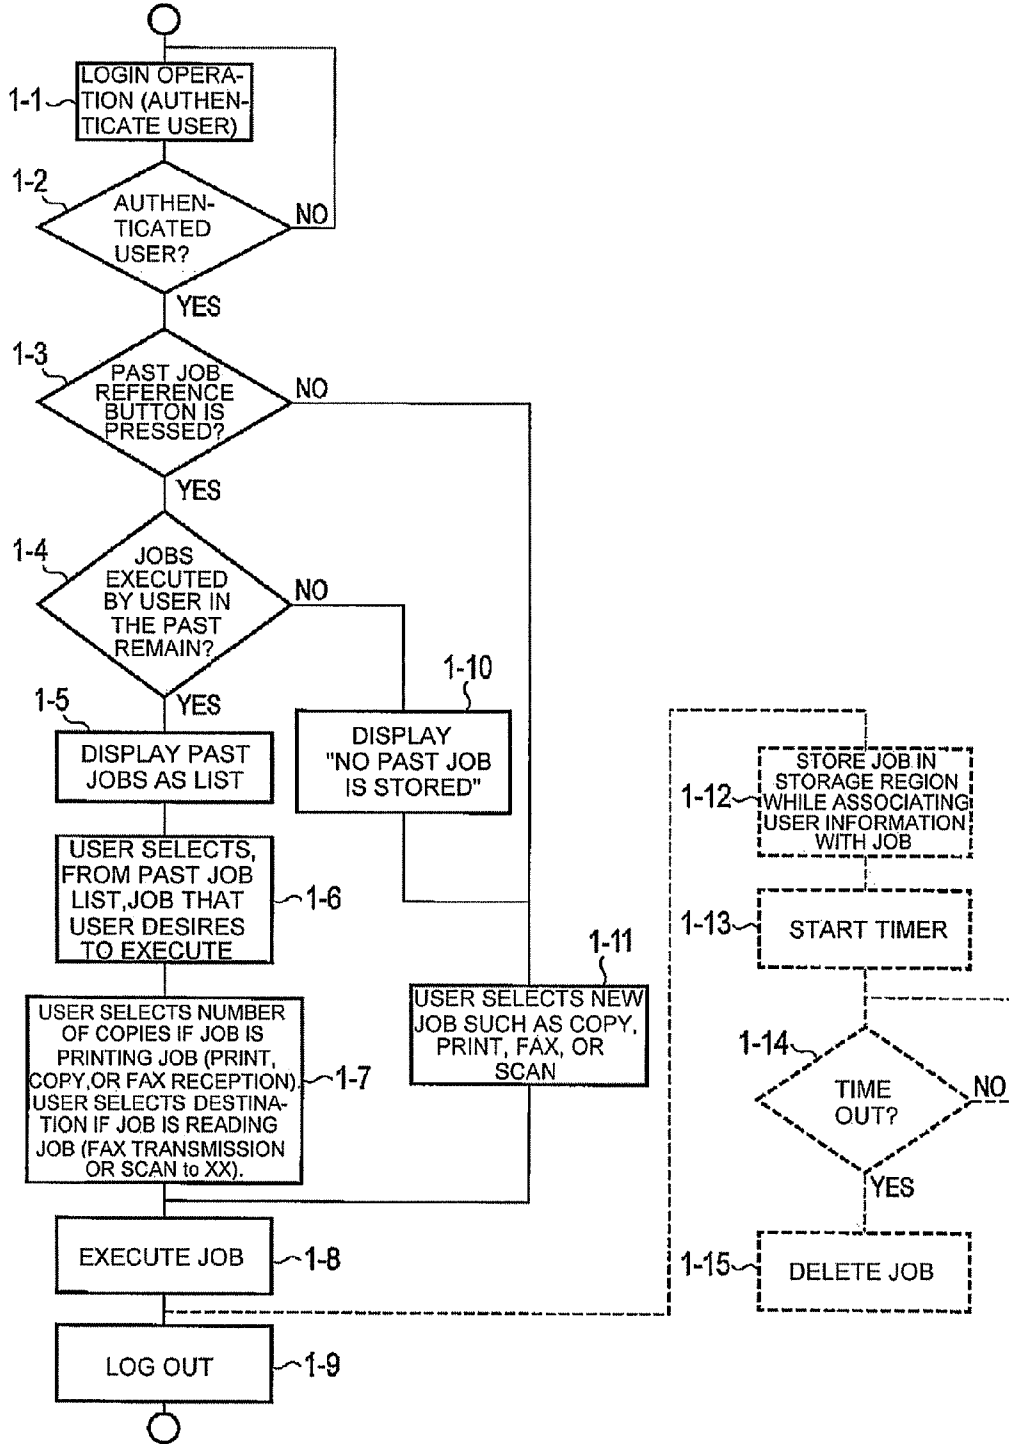 1-1
LOGIN OPERA-
TION (AUTHEN-
TICATE USER)
1-2
AUTHEN-
TICATED
USER?
NO
YES
1-3
PAST JOB
REFERENCE
BUTTON IS
PRESSED?
NO
YES
1-4
JOBS
EXECUTED
BY USER IN
THE PAST
REMAIN?
NO
YES
1-5
DISPLAY PAST
JOBS AS LIST
1-10
DISPLAY
"NO PAST JOB
IS STORED"
USER SELECTS,
FROM PAST JOB
LIST,JOB THAT
USER DESIRES
TO EXECUTE
1-6
USER SELECTS NUMBER
OF COPIES IF JOB IS
PRINTING JOB (PRINT,
COPY,OR FAX RECEPTION).
USER SELECTS DESTINA-
TION IF JOB IS READING
JOB (FAX TRANSMISSION
OR SCAN to XX).
1-7
1-11
USER SELECTS NEW
JOB SUCH AS COPY,
PRINT, FAX, OR
SCAN
EXECUTE JOB
1-8
LOG OUT
1-9
1-12
STORE JOB IN
STORAGE REGION
WHILE ASSOCIATING
USER INFORMATION
WITH JOB
1-13
START TIMER
1-14
TIME
OUT?
NO
YES
1-15
DELETE JOB